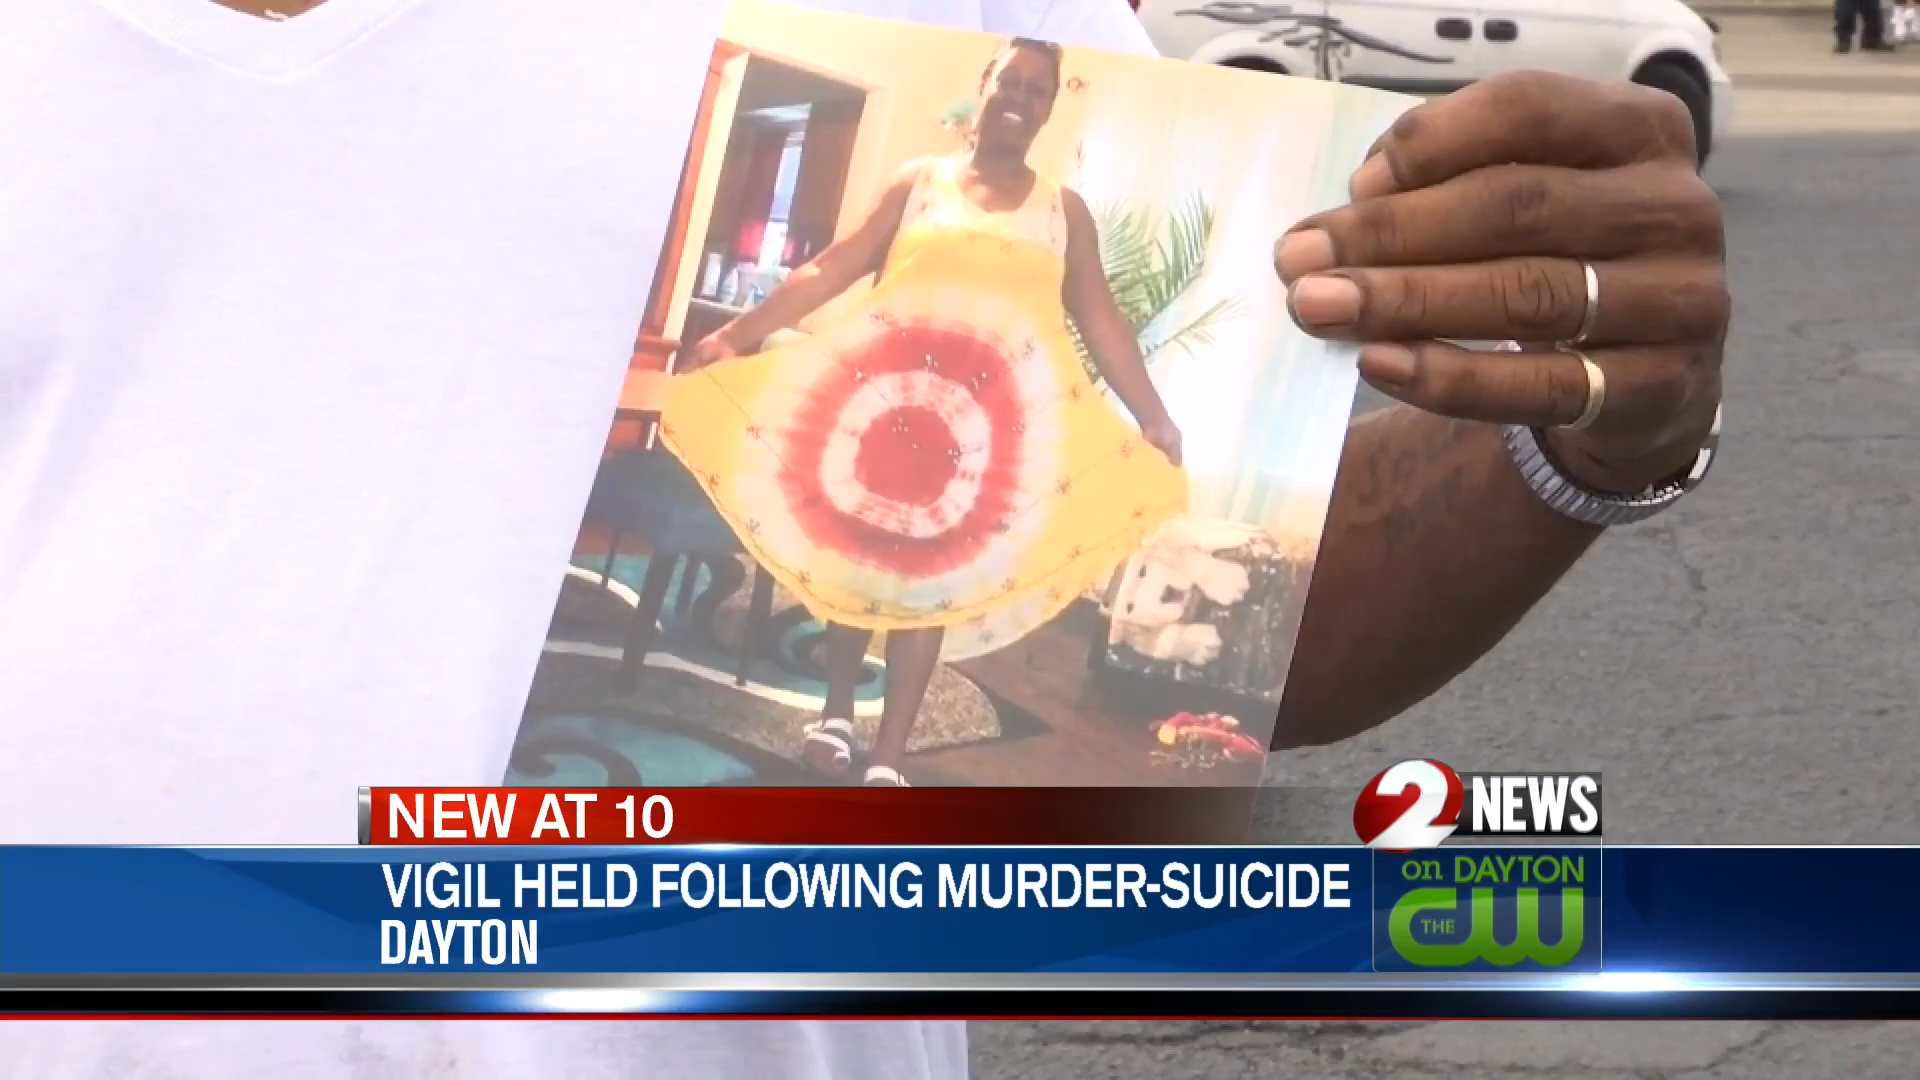 NEW AT 10
2 NEWS
VIGIL HELD FOLLOWING MURDER-SUICIDE
DAYTON
on DAYTON
THE CW